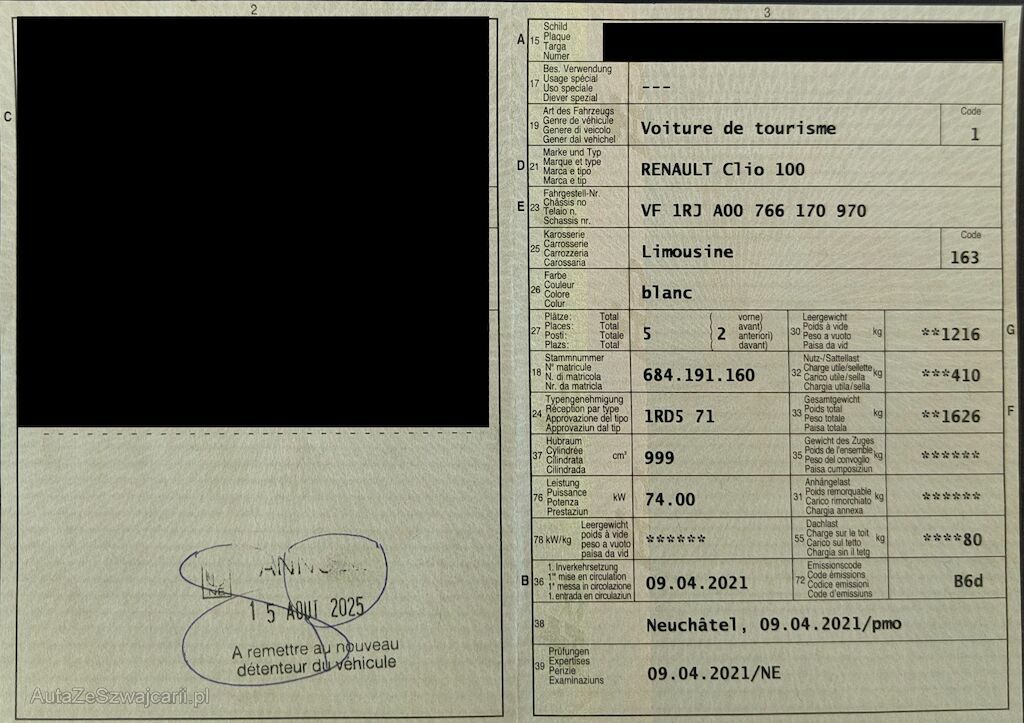 2
C
ANNUL
15 AOUT 2025
A remettre au nouveau
détenteur du véhicule
AutaZeSzwajcarii.pl
3
A 15 Schild
Plaque
Targa
Numer
17 Bes. Verwendung
Usage spécial
Uso speciale
Diever spezial
---
19 Art des Fahrzeugs
Genre de véhicule
Genere di veicolo
Gener dal vehichel
Voiture de tourisme
Code
1
D 21 Marke und Typ
Marque et type
Marca e tipo
Marca e tip
RENAULT Clio 100
E 23 Fahrgestell-Nr.
Châssis no
Telaio n.
Schassis nr.
VF 1RJ A00 766 170 970
25 Karosserie
Carrosserie
Carrozzeria
Carossaria
Limousine
Code
163
26 Farbe
Couleur
Colore
Colur
blanc
27 Plätze: Total
Places: Total
Posti: Totale
Plazs: Total
5
( vorne)
( 2 avant)
anteriori)
( davant)
30 Leergewicht
Poids à vide
Peso a vuoto
Paisa da vid
kg
**1216
G
18 Stammnummer
N° matricule
N. di matricola
Nr. da matricla
684.191.160
32 Nutz-/Sattellast
Charge utile/sellette
Carico utile/sella
Chargia utila/sella
kg
***410
24 Typengenehmigung
Réception par type
Approvazione del tipo
Approvaziun dal tip
1RD5 71
33 Gesamtgewicht
Poids total
Peso totale
Paisa totala
kg
**1626
F
37 Hubraum
Cylindrée
Cilindrata
Cilindrada
cm³
999
35 Gewicht des Zuges
Poids de l'ensemble
Peso del convoglio
Paisa cumposiziun
kg
******
76 Leistung
Puissance
Potenza
Prestaziun
kW
74.00
31 Anhängelast
Poids remorquable
Carico rimorchiato
Chargia annexa
kg
******
78 kW/kg
Leergewicht
poids à vide
peso a vuoto
paisa da vid
******
55 Dachlast
Charge sur le toit
Carico sul tetto
Chargia sin il tetg
kg
****80
B 36 1. Inverkehrsetzung
1re mise en circulation
1a messa in circolazione
1. entrada en circulaziun
09.04.2021
72 Emissionscode
Code émissions
Codice emissioni
Code d'emissiuns
B6d
38
Neuchâtel, 09.04.2021/pmo
39 Prüfungen
Expertises
Perizie
Examinaziuns
09.04.2021/NE